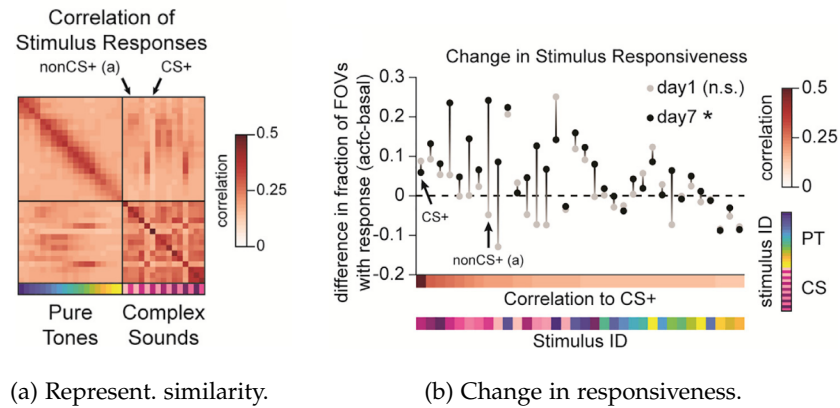 Correlation of
Stimulus Responses
nonCS+ (a) CS+
0.5
0.25
0
correlation
Pure
Tones
Complex
Sounds
(a) Represent. similarity.
Change in Stimulus Responsiveness
0.3
0.2
0.1
0
-0.1
-0.2
difference in fraction of FOVs
with response (acfc-basal)
day1 (n.s.)
day7 *
CS+
nonCS+ (a)
Correlation to CS+
Stimulus ID
0.5
0.25
0
correlation
stimulus ID
PT
CS
(b) Change in responsiveness.